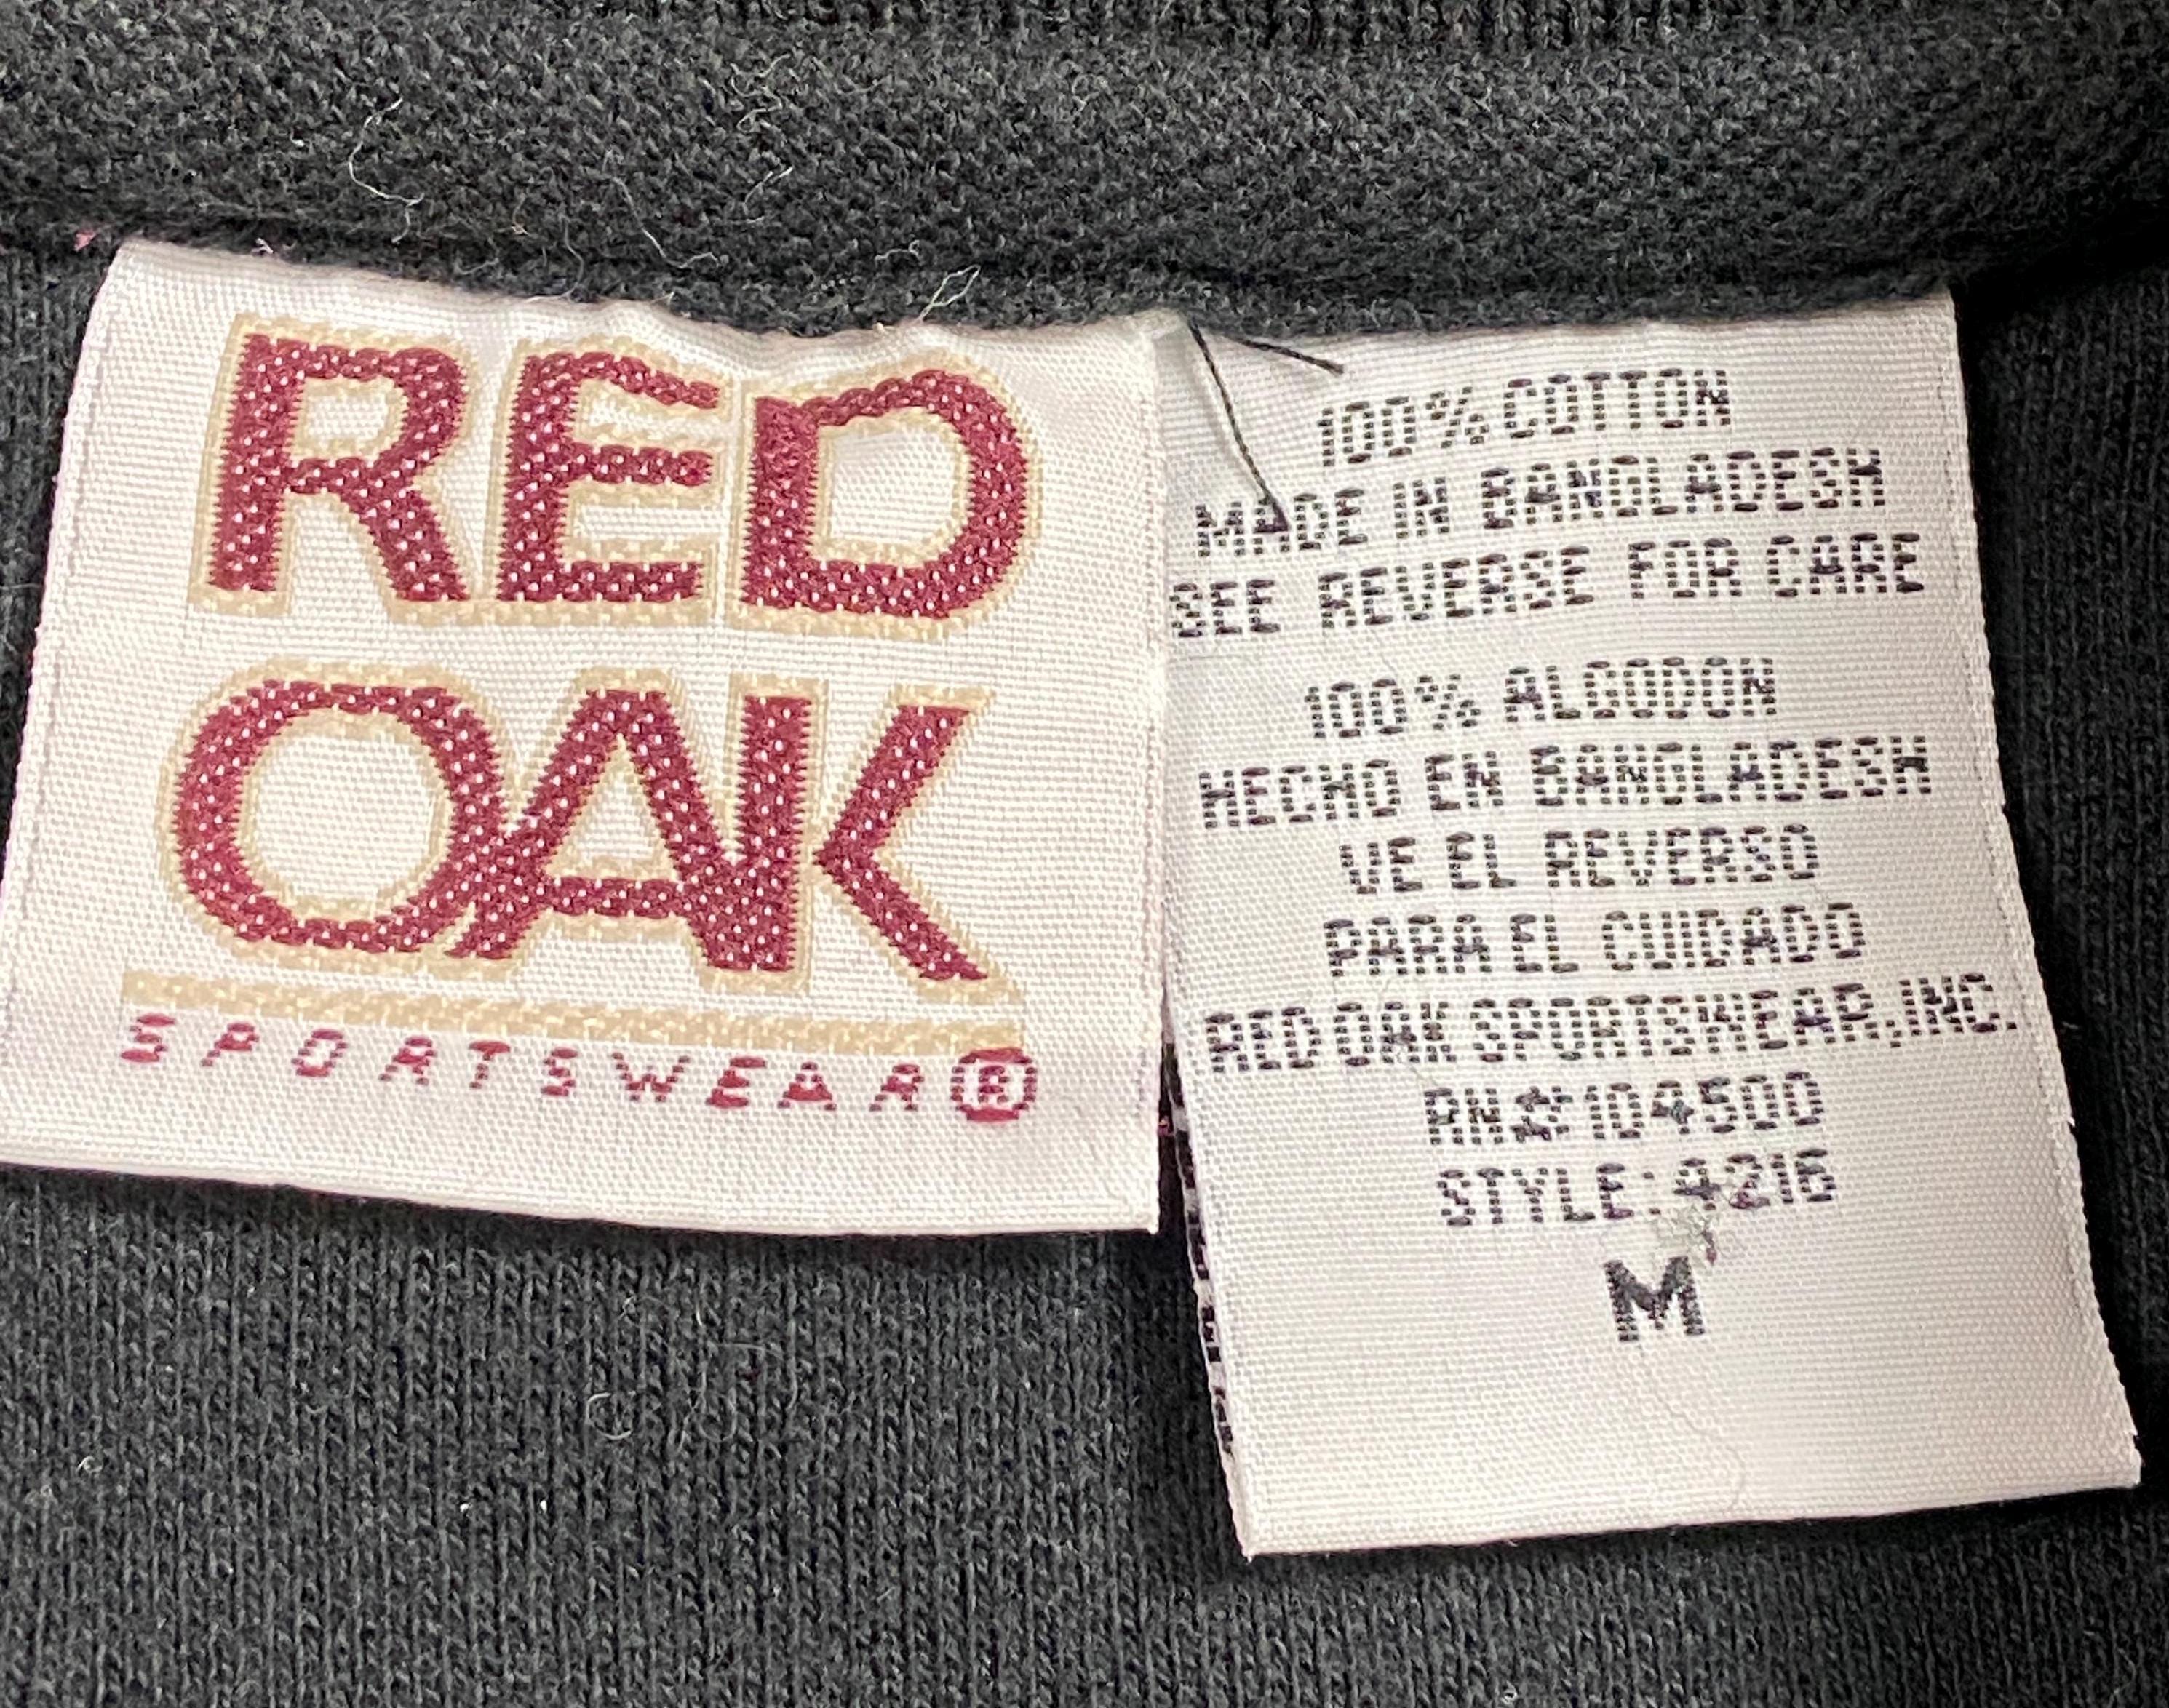 RED
OAK
SPORTSWEAR®
100% COTTON
MADE IN BANGLADESH
SEE REVERSE FOR CARE
100% ALGODON
HECHO EN BANGLADESH
VE EL REVERSO
PARA EL CUIDADO
RED OAK SPORTSWEAR, INC.
RN# 104500
STYLE: 4216
M